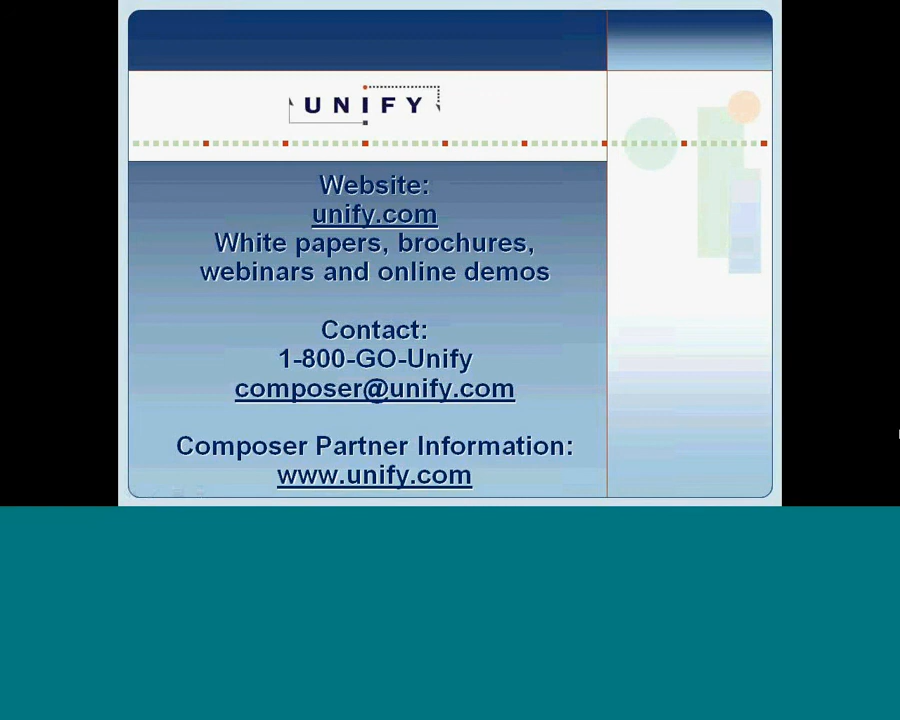 UNIFY
Website:
unify.com
White papers, brochures,
webinars and online demos
Contact:
1-800-GO-Unify
composer@unify.com
Composer Partner Information:
www.unify.com